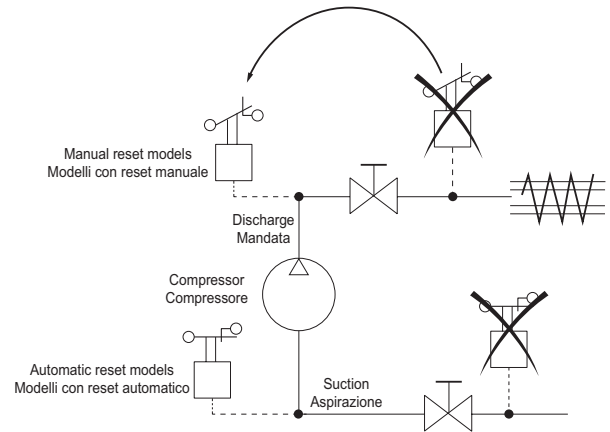 Manual reset models
Modelli con reset manuale
Discharge
Mandata
Compressor
Compressore
Automatic reset models
Modelli con reset automatico
Suction
Aspirazione